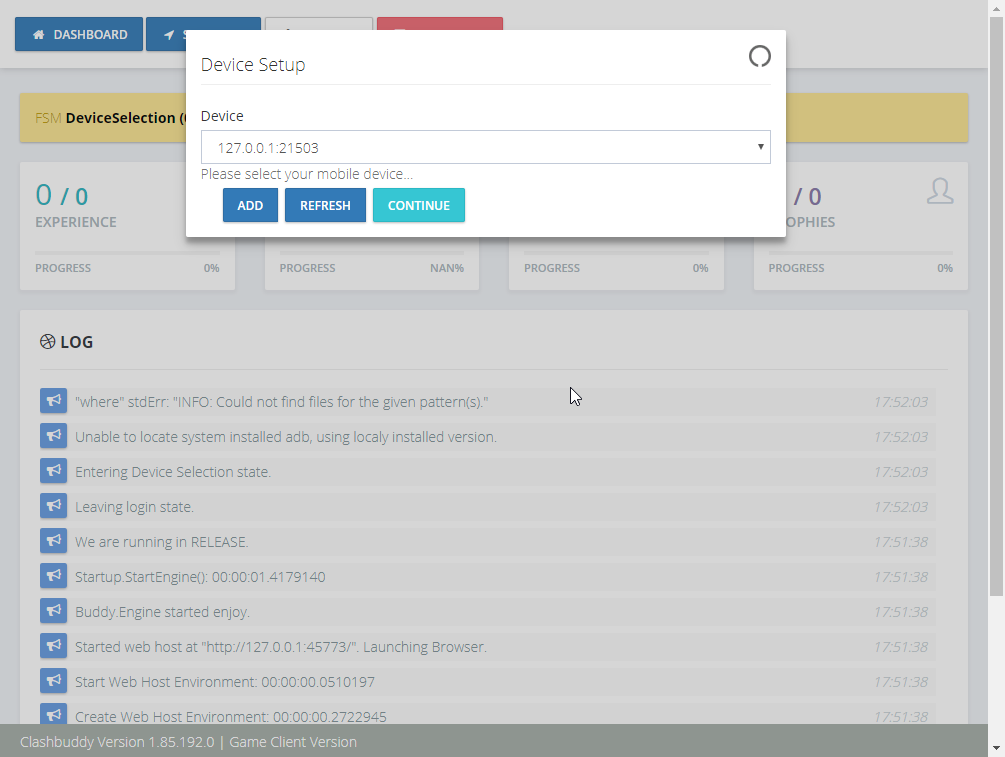 DASHBOARD
Device Setup
FSM DeviceSelection (
Device
127.0.0.1:21503
Please select your mobile device...
ADD REFRESH CONTINUE
0 / 0
EXPERIENCE
/ 0
OPHIES
PROGRESS 0%
PROGRESS NAN%
PROGRESS 0%
PROGRESS 0%
LOG
"where" stdErr: "INFO: Could not find files for the given pattern(s)." 17:52:03
Unable to locate system installed adb, using localy installed version. 17:52:03
Entering Device Selection state. 17:52:03
Leaving login state. 17:52:03
We are running in RELEASE. 17:51:38
Startup.StartEngine(): 00:00:01.4179140 17:51:38
Buddy.Engine started enjoy. 17:51:38
Started web host at "http://127.0.0.1:45773/". Launching Browser. 17:51:38
Start Web Host Environment: 00:00:00.0510197 17:51:38
Create Web Host Environment: 00:00:00.2722945 17:51:38
Clashbuddy Version 1.85.192.0 | Game Client Version